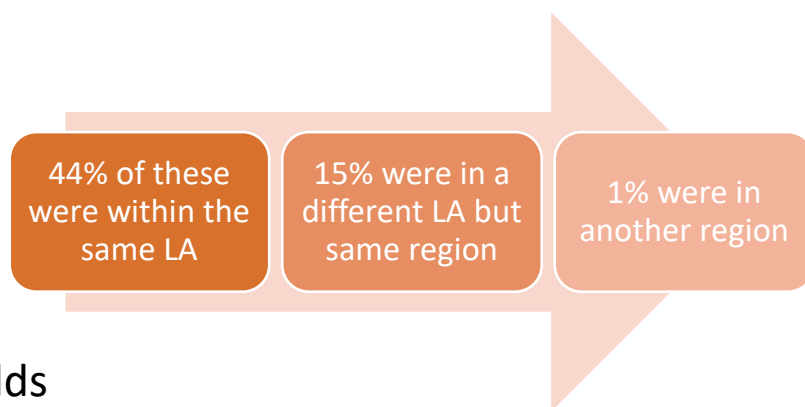 44% of these
were within the
same LA
15% were in a
different LA but
same region
1% were in
another region